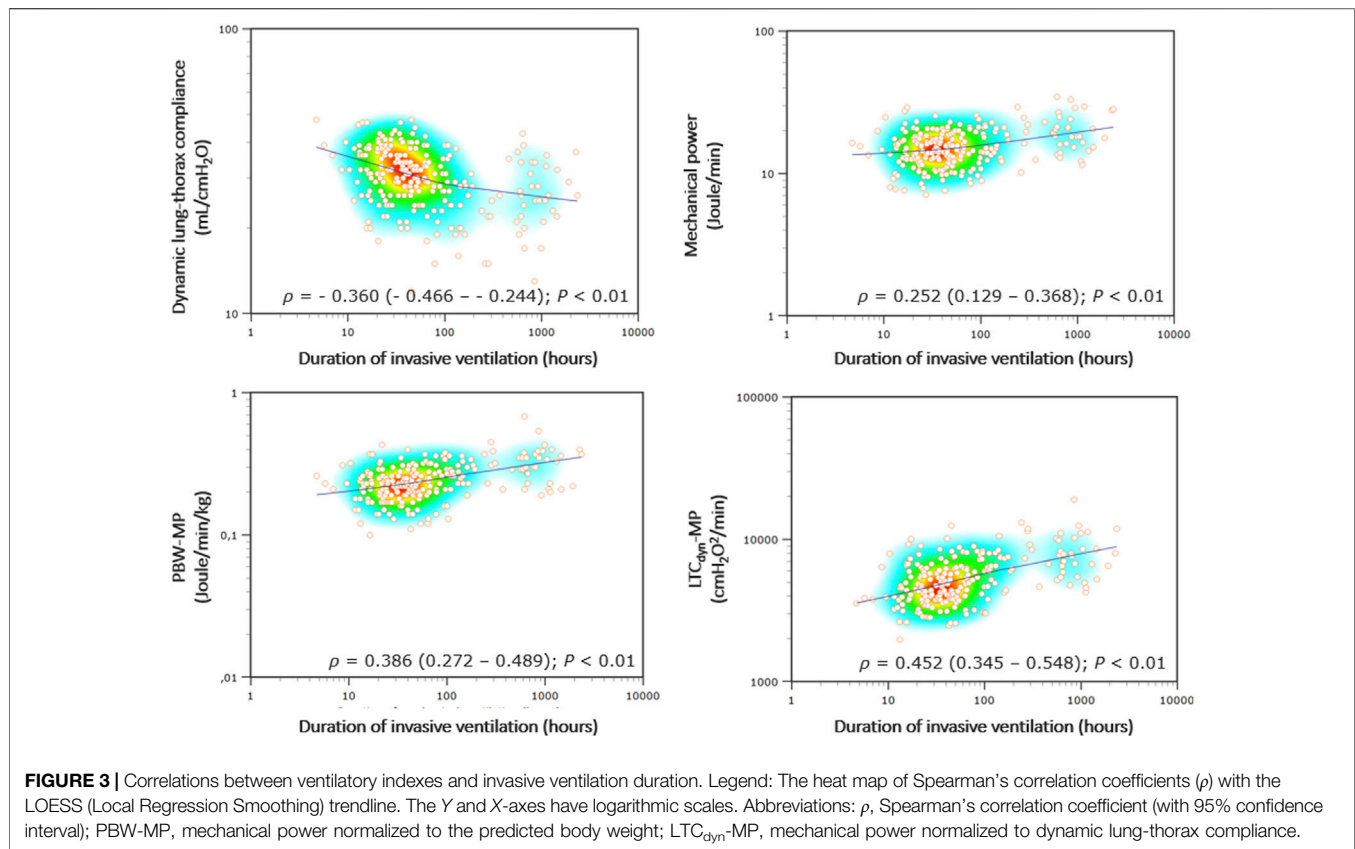 100
Dynamic lung-thorax compliance
(mL/cmH₂O)
10
ρ = - 0.360 (- 0.466 – - 0.244); P < 0.01
1 10 100 1000 10000
Duration of invasive ventilation (hours)
100
Mechanical power
(Joule/min)
10
1
ρ = 0.252 (0.129 – 0.368); P < 0.01
1 10 100 1000 10000
Duration of invasive ventilation (hours)
1
PBW-MP
(Joule/min/kg)
0,1
,01
ρ = 0.386 (0.272 – 0.489); P < 0.01
1 10 100 1000 10000
Duration of invasive ventilation (hours)
100000
LTCdyn-MP
(cmH₂O²/min)
10000
1000
ρ = 0.452 (0.345 – 0.548); P < 0.01
1 10 100 1000 10000
Duration of invasive ventilation (hours)
FIGURE 3 | Correlations between ventilatory indexes and invasive ventilation duration. Legend: The heat map of Spearman's correlation coefficients (ρ) with the
LOESS (Local Regression Smoothing) trendline. The Y and X-axes have logarithmic scales. Abbreviations: ρ, Spearman's correlation coefficient (with 95% confidence
interval); PBW-MP, mechanical power normalized to the predicted body weight; LTCdyn-MP, mechanical power normalized to dynamic lung-thorax compliance.